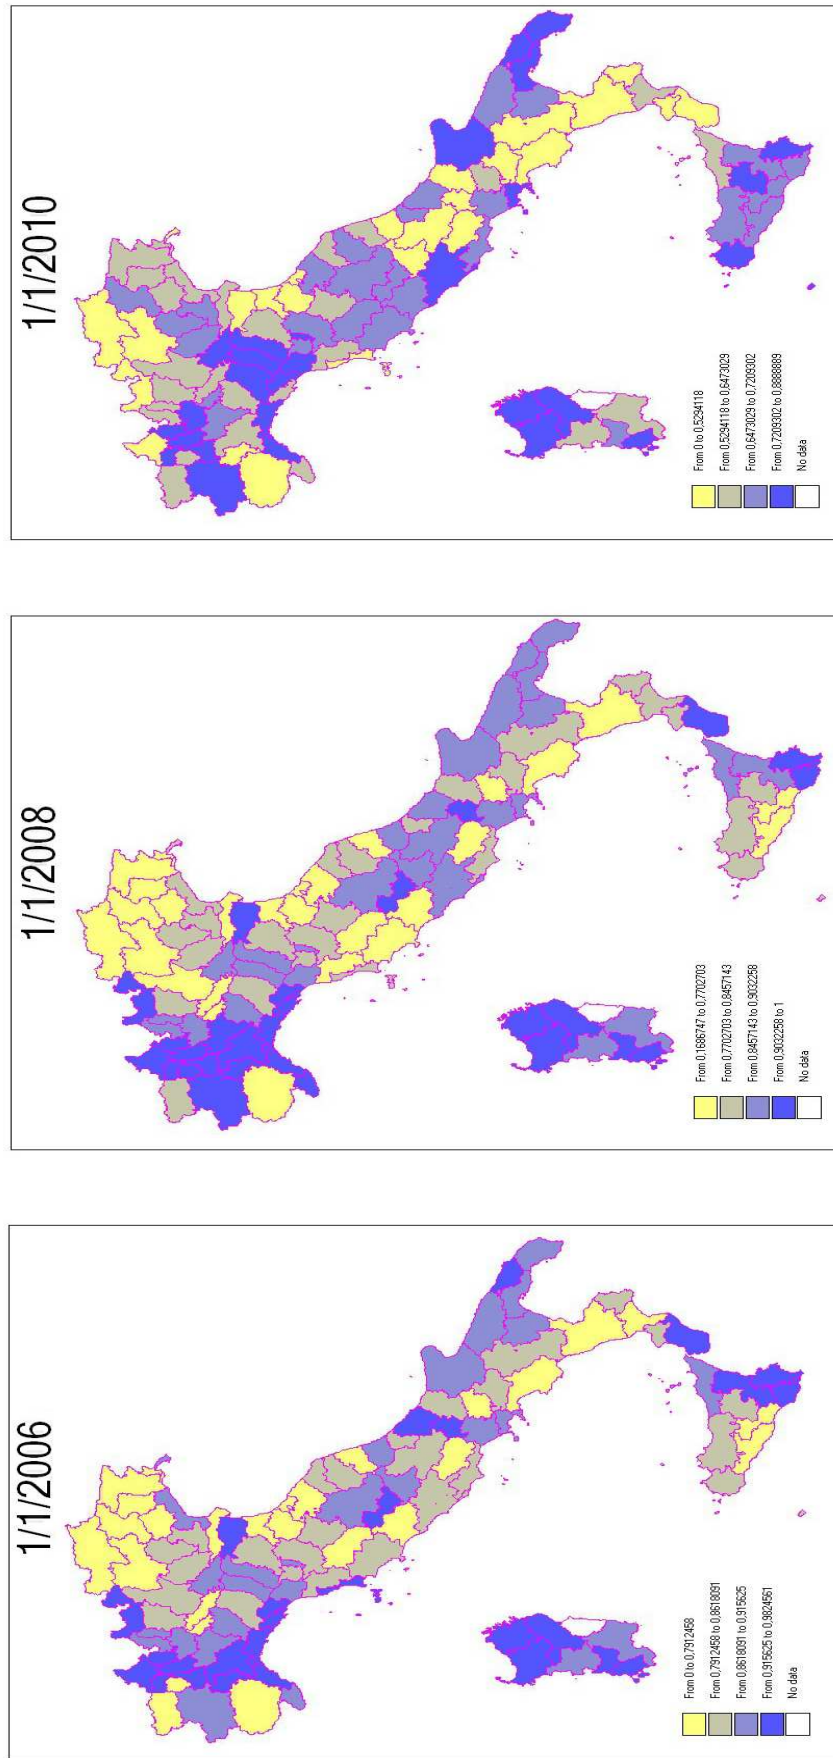 1/1/2006
From 0 to 0,7912458
From 0,7912458 to 0,8618091
From 0,8618091 to 0,915625
From 0,915625 to 0,9824561
No data
1/1/2008
From 0,1686747 to 0,7702703
From 0,7702703 to 0,8457143
From 0,8457143 to 0,9032258
From 0,9032258 to 1
No data
1/1/2010
From 0 to 0,5294118
From 0,5294118 to 0,6473029
From 0,6473029 to 0,7209302
From 0,7209302 to 0,8888889
No data